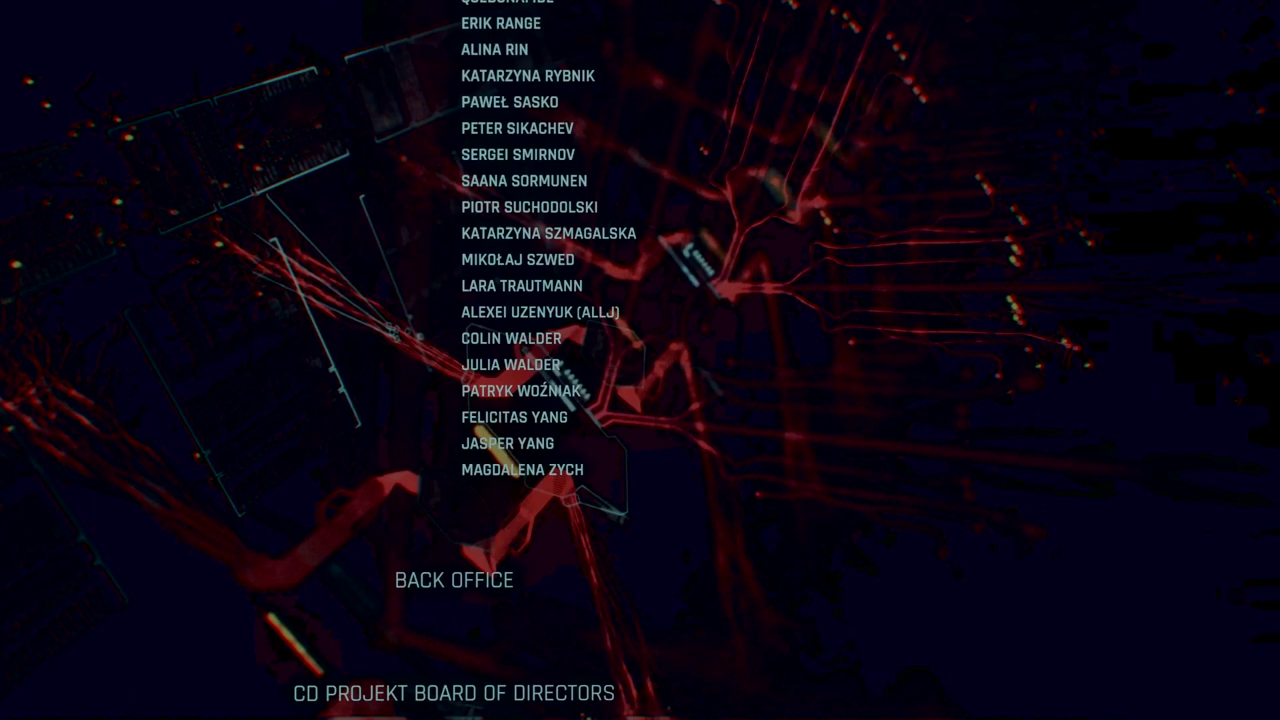 ERIK RANGE
ALINA RIN
KATARZYNA RYBNIK
PAWEŁ SASKO
PETER SIKACHEV
SERGEI SMIRNOV
SAANA SORMUNEN
PIOTR SUCHODOLSKI
KATARZYNA SZMAGALSKA
MIKOŁAJ SZWED
LARA TRAUTMANN
ALEXEI UZENYUK (ALLJ)
COLIN WALDER
JULIA WALDER
PATRYK WOŹNIAK
FELICITAS YANG
JASPER YANG
MAGDALENA ZYCH
BACK OFFICE
CD PROJEKT BOARD OF DIRECTORS